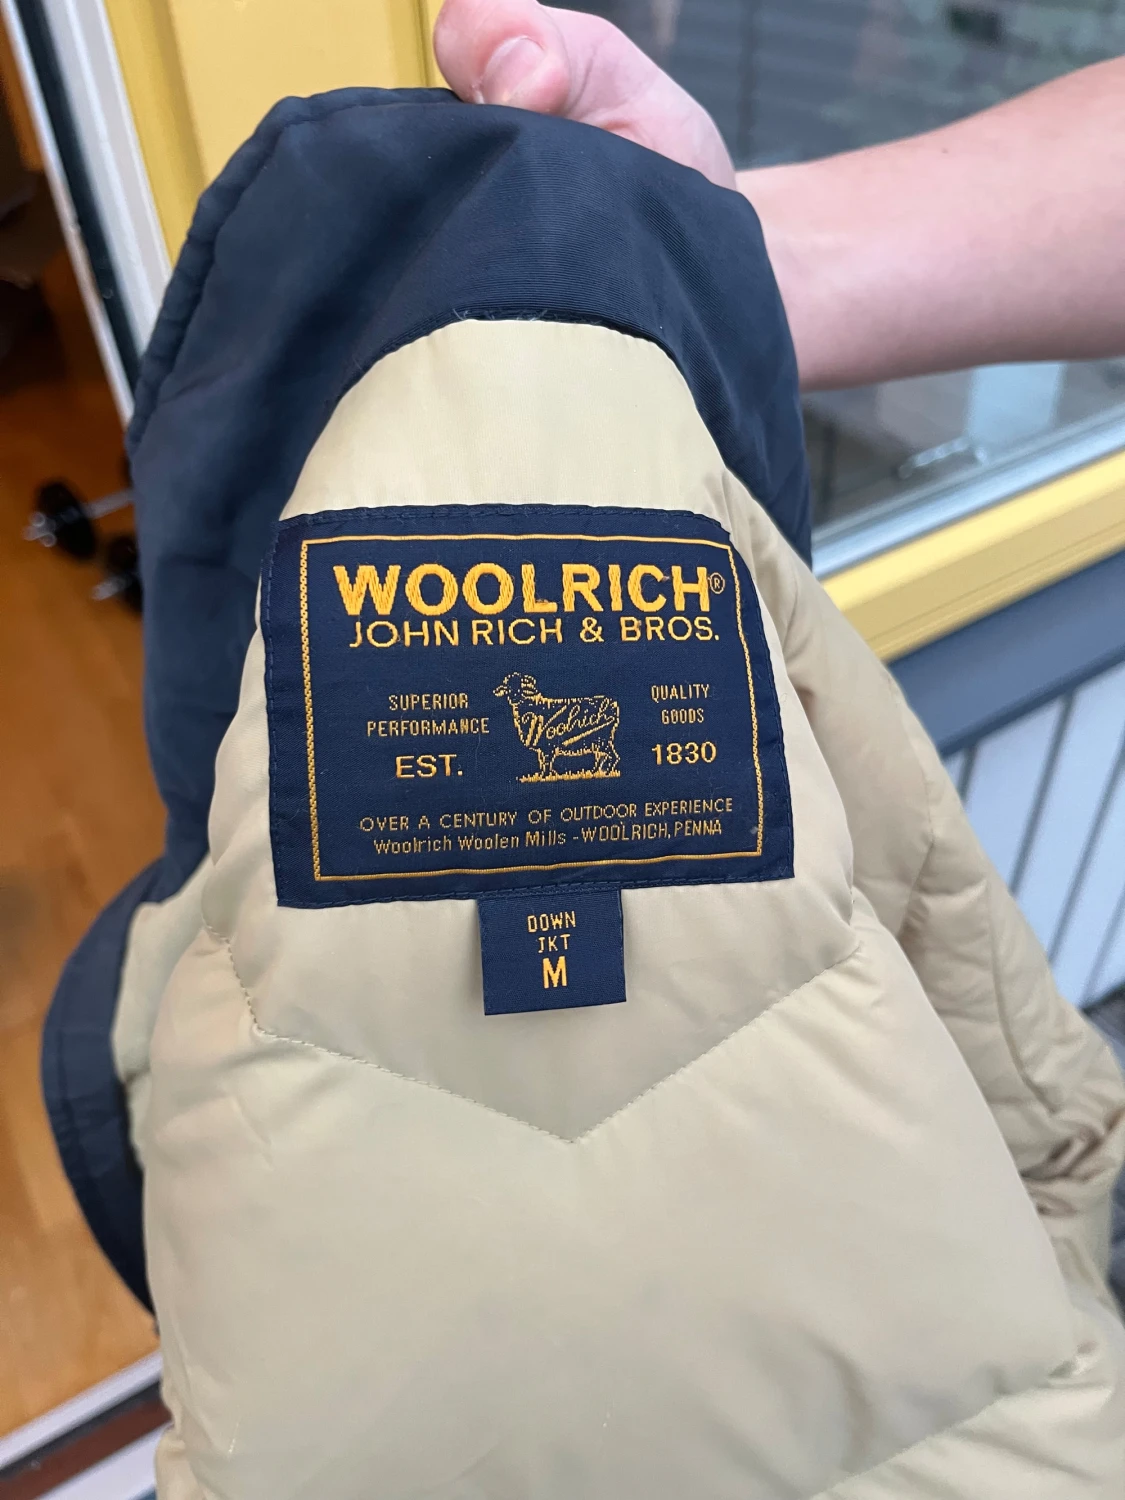 WOOLRICH®
JOHN RICH & BROS.
SUPERIOR
PERFORMANCE
EST.
Woolrich
QUALITY
GOODS
1830
OVER A CENTURY OF OUTDOOR EXPERIENCE
Woolrich Woolen Mills - WOOLRICH, PENNA
DOWN
JKT
M